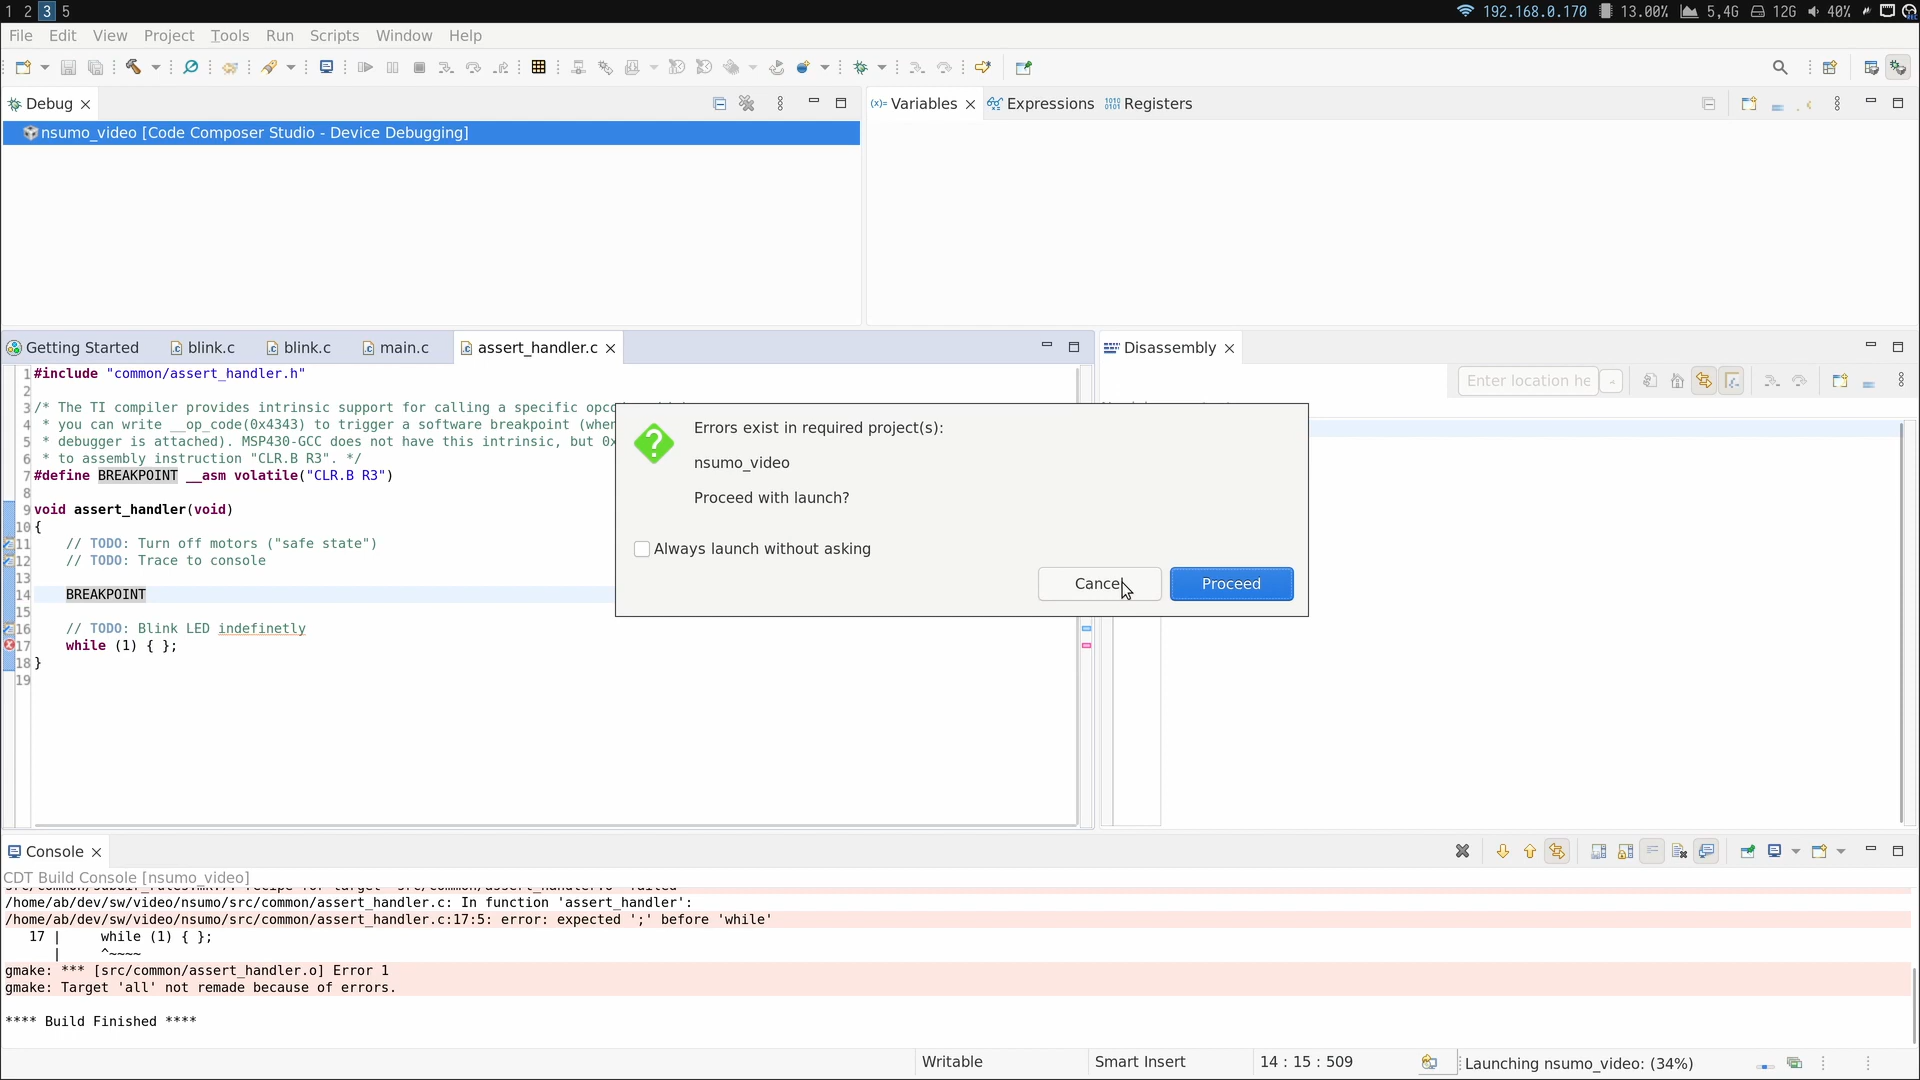 1 2 3 5
192.168.0.170 13.00% 5,4G 12G 40%
File Edit View Project Tools Run Scripts Window Help
Debug
nsumo_video [Code Composer Studio - Device Debugging]
(x)= Variables Expressions Registers
Getting Started blink.c blink.c main.c assert_handler.c
Disassembly
Enter location he
1 #include "common/assert_handler.h"
2
3 /* The TI compiler provides intrinsic support for calling a specific
4 * you can write __op_code(0x4343) to trigger a software breakpoint
5 * debugger is attached). MSP430-GCC does not have this intrinsic, but
6 * to assembly instruction "CLR.B R3". */
7 #define BREAKPOINT __asm volatile("CLR.B R3")
8
9 void assert_handler(void)
10 {
11 // TODO: Turn off motors ("safe state")
12 // TODO: Trace to console
13
14 BREAKPOINT
15
16 // TODO: Blink LED indefinetly
17 while (1) { };
18 }
19
Errors exist in required project(s):
nsumo_video
Proceed with launch?
Always launch without asking
Cancel Proceed
Console
CDT Build Console [nsumo_video]
/home/ab/dev/sw/video/nsumo/src/common/assert_handler.c: In function 'assert_handler':
/home/ab/dev/sw/video/nsumo/src/common/assert_handler.c:17:5: error: expected ';' before 'while'
17 | while (1) { };
| ^~~~~
gmake: *** [src/common/assert_handler.o] Error 1
gmake: Target 'all' not remade because of errors.
**** Build Finished ****
Writable Smart Insert 14 : 15 : 509 Launching nsumo_video: (34%)